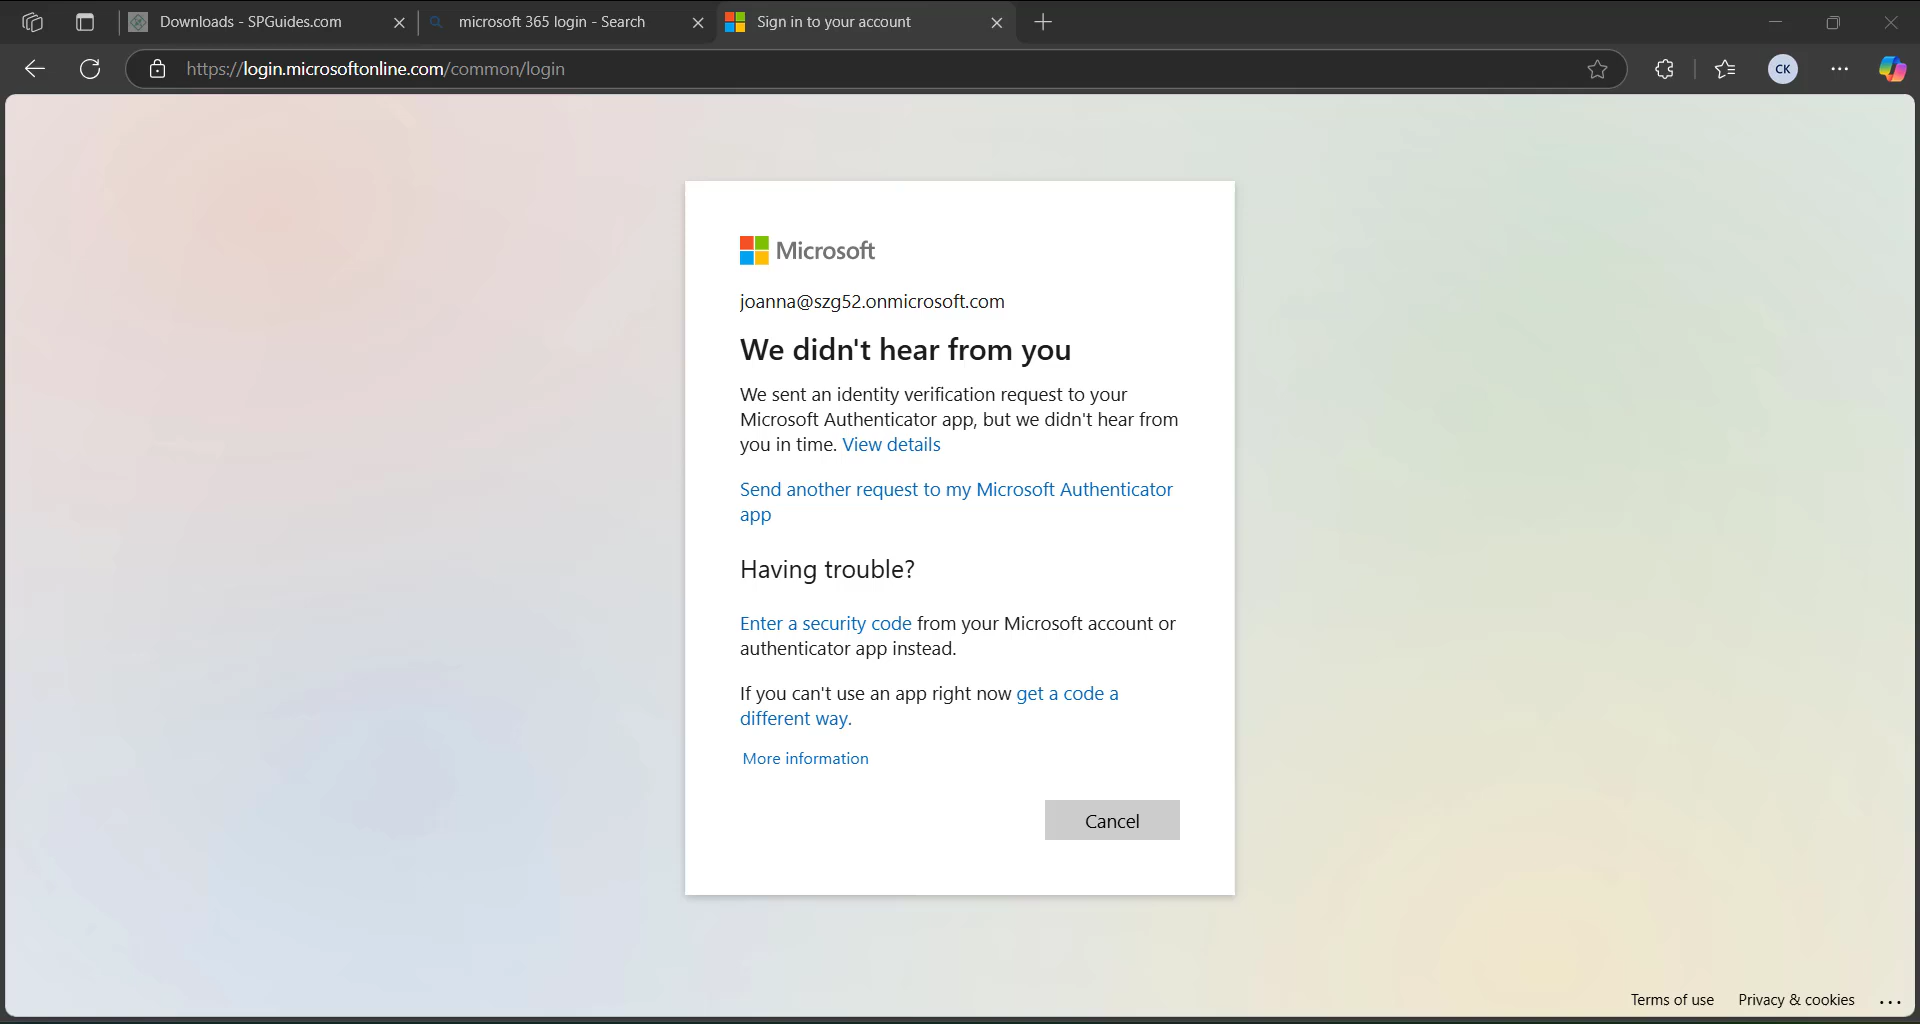 Downloads - SPGuides.com
microsoft 365 login - Search
Sign in to your account
https://login.microsoftonline.com/common/login
CK
Microsoft
joanna@szg52.onmicrosoft.com
We didn't hear from you
We sent an identity verification request to your
Microsoft Authenticator app, but we didn't hear from
you in time. View details
Send another request to my Microsoft Authenticator
app
Having trouble?
Enter a security code from your Microsoft account or
authenticator app instead.
If you can't use an app right now get a code a
different way.
More information
Cancel
Terms of use Privacy & cookies ...